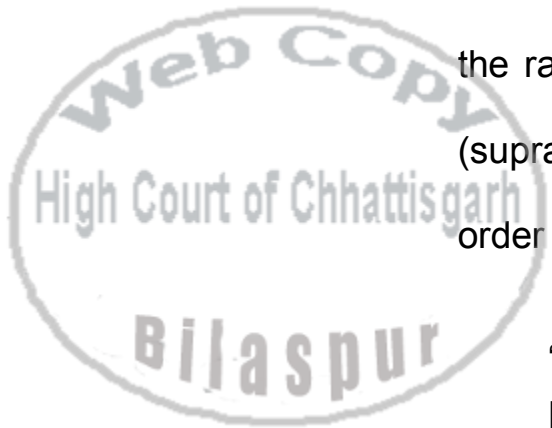 Web Copy
the ra
(supra
High Court of Chhattisgarh
order
Bilaspur